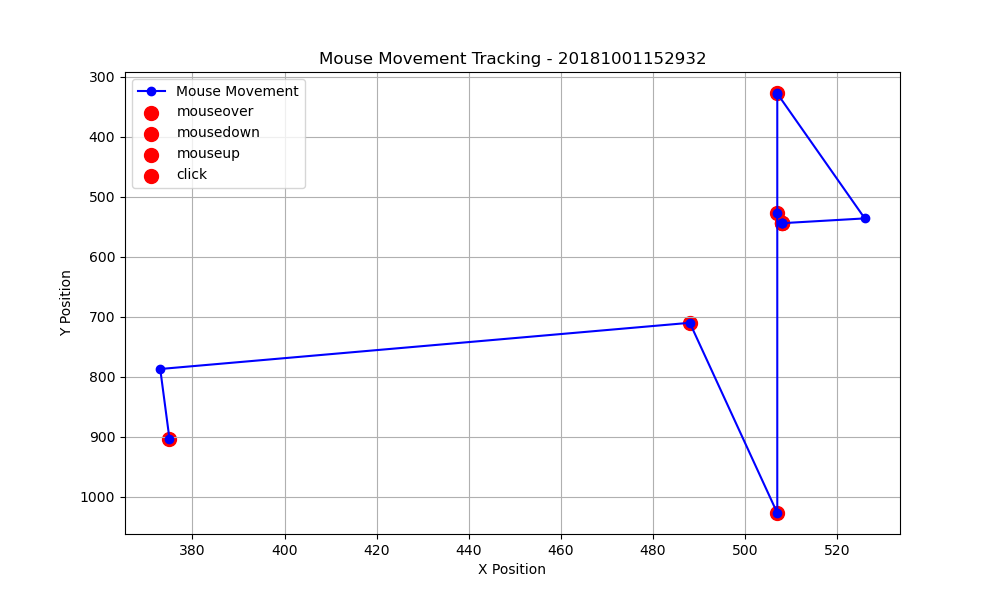 Mouse Movement Tracking - 20181001152932
Mouse Movement
mouseover
mousedown
mouseup
click
300
400
500
600
700
800
900
1000
Y Position
380 400 420 440 460 480 500 520
X Position